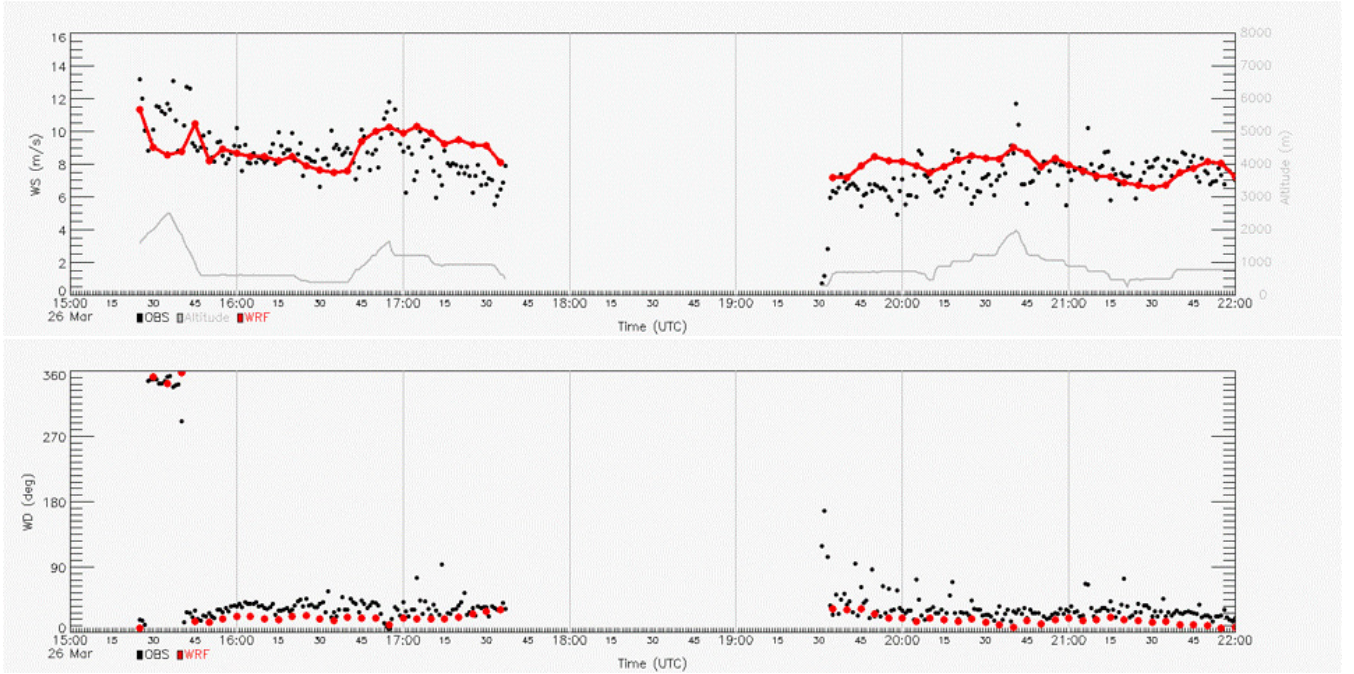 16 8000
14 7000
12 6000
10 5000
8 4000
6 3000
4 2000
2 1000
0 0
WS (m/s)
Altitude (m)
15:00 15 30 45 16:00 15 30 45 17:00 15 30 45 18:00 15 30 45 19:00 15 30 45 20:00 15 30 45 21:00 15 30 45 22:00
26 Mar OBS Altitude WRF
Time (UTC)
360
270
180
90
0
WD (deg)
15:00 15 30 45 16:00 15 30 45 17:00 15 30 45 18:00 15 30 45 19:00 15 30 45 20:00 15 30 45 21:00 15 30 45 22:00
26 Mar OBS WRF
Time (UTC)